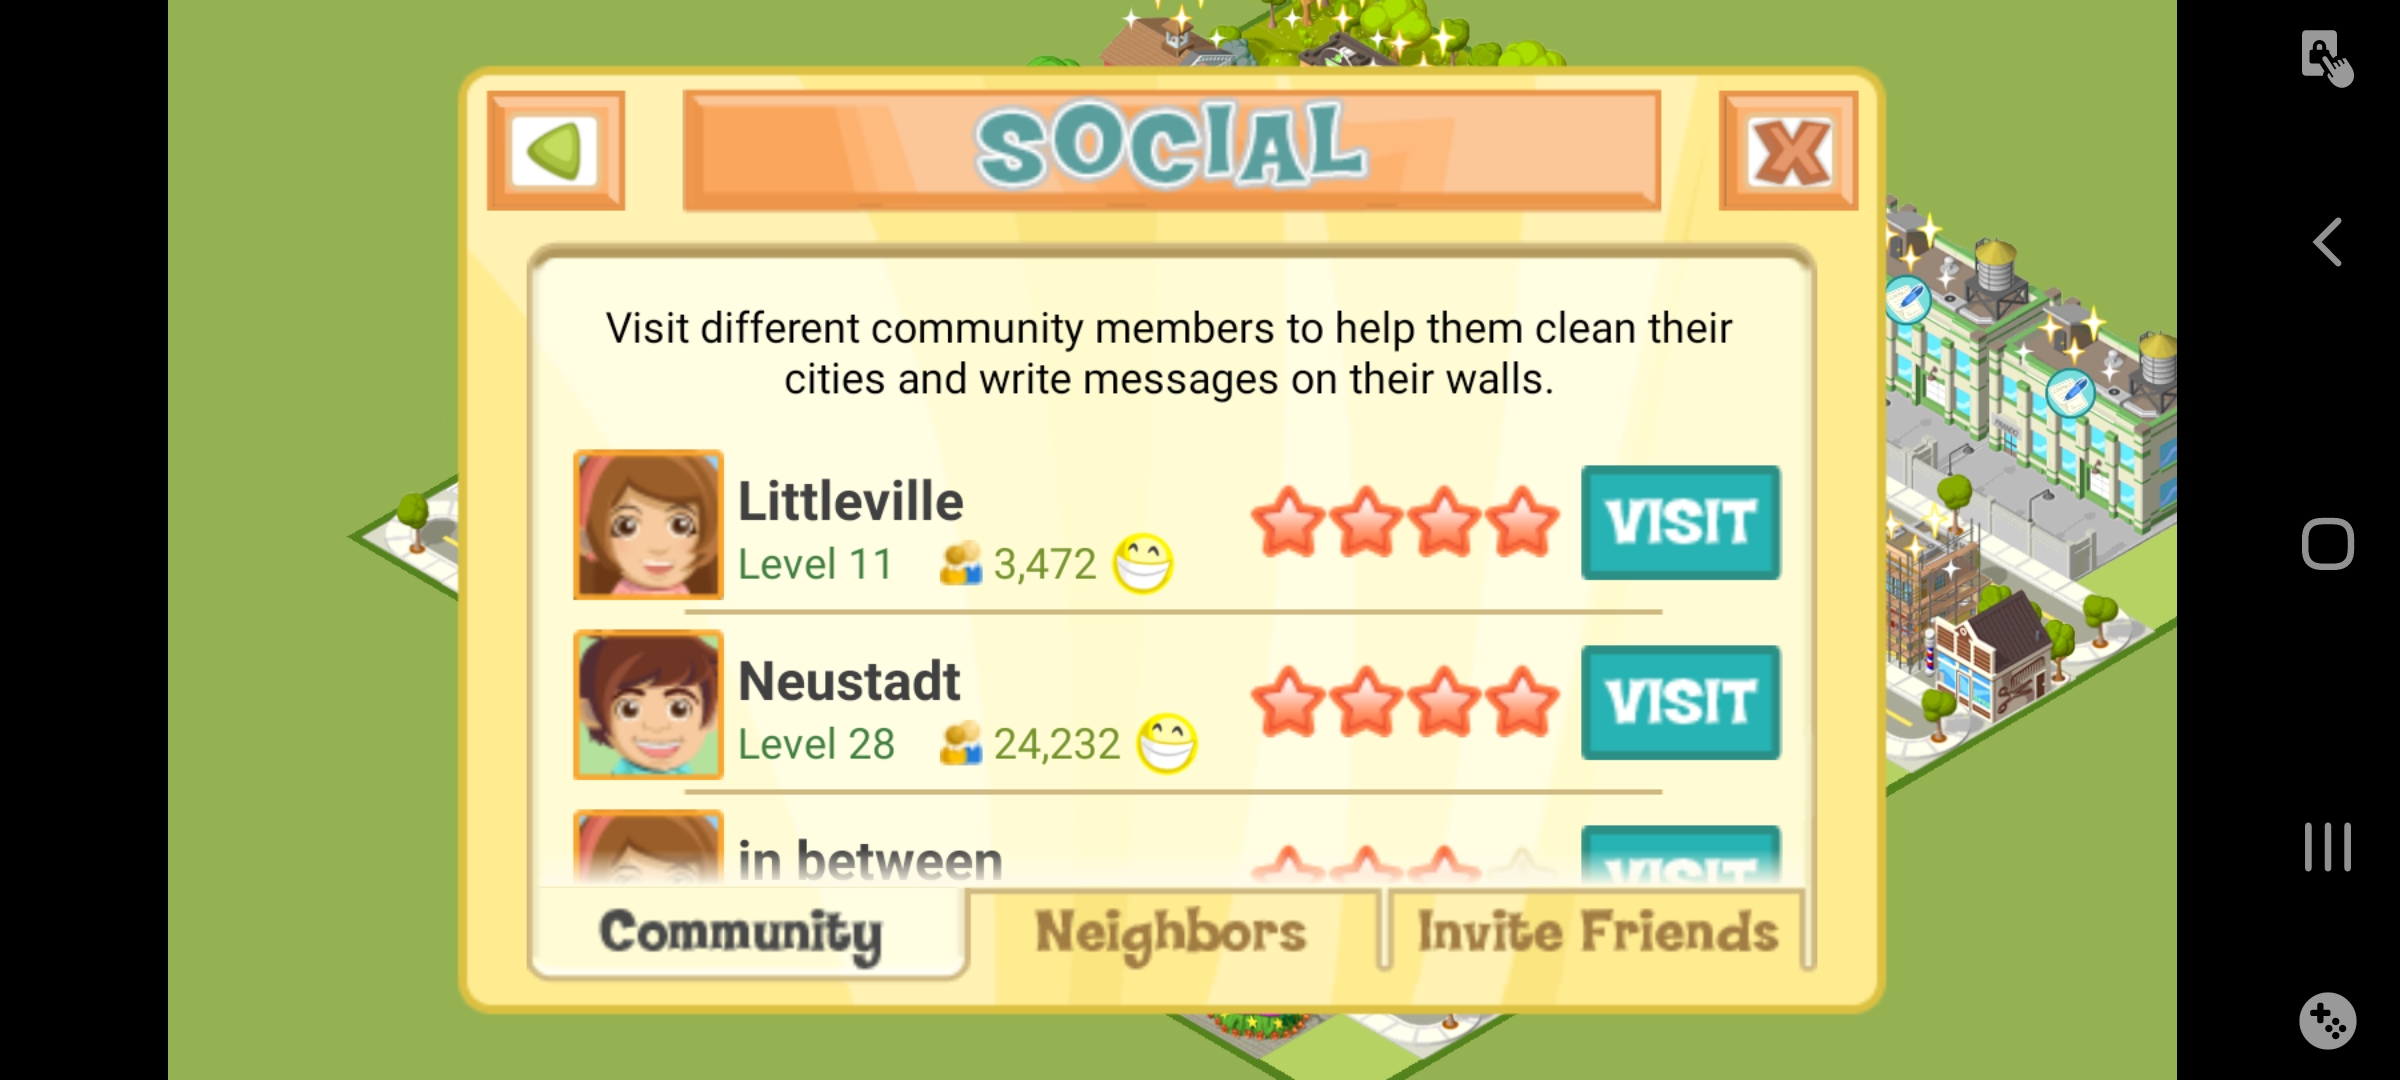 SOCIAL
Visit different community members to help them clean their
cities and write messages on their walls.
Littleville
Level 11 3,472
VISIT
Neustadt
Level 28 24,232
VISIT
in between
VISIT
Community Neighbors Invite Friends